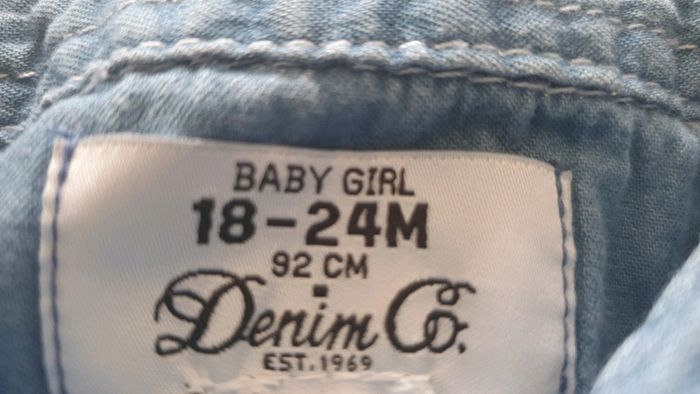 BABY GIRL
18-24M
92 CM
Denim Co.
EST. 1969